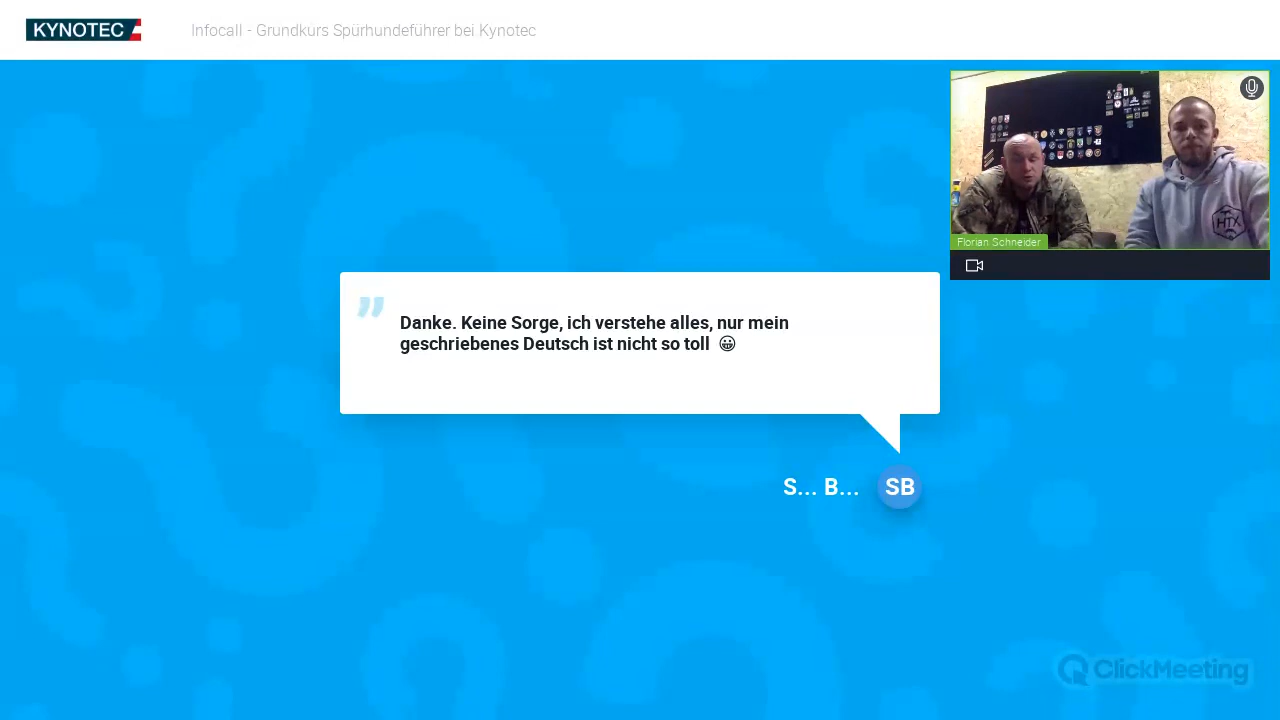 KYNOTEC
Infocall - Grundkurs Spürhundeführer bei Kynotec
HTX
Florian Schneider
” Danke. Keine Sorge, ich verstehe alles, nur mein
geschriebenes Deutsch ist nicht so toll 😀
S... B... SB
ClickMeeting